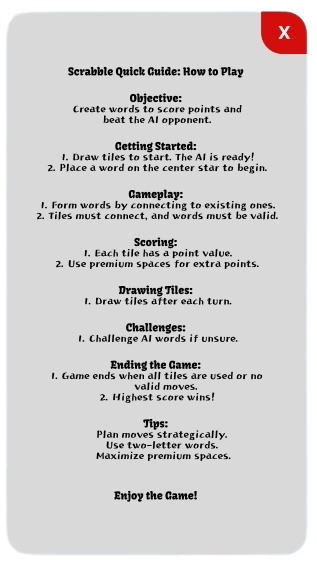 X
Scrabble Quick Guide: How to Play
Objective:
Create words to score points and
beat the AI opponent.
Getting Started:
1. Draw tiles to start. The AI is ready!
2. Place a word on the center star to begin.
Gameplay:
1. Form words by connecting to existing ones.
2. Tiles must connect, and words must be valid.
Scoring:
1. Each tile has a point value.
2. Use premium spaces for extra points.
Drawing Tiles:
1. Draw tiles after each turn.
Challenges:
1. Challenge AI words if unsure.
Ending the Game:
1. Game ends when all tiles are used or no
valid moves.
2. Highest score wins!
Tips:
Plan moves strategically.
Use two-letter words.
Maximize premium spaces.
Enjoy the Game!